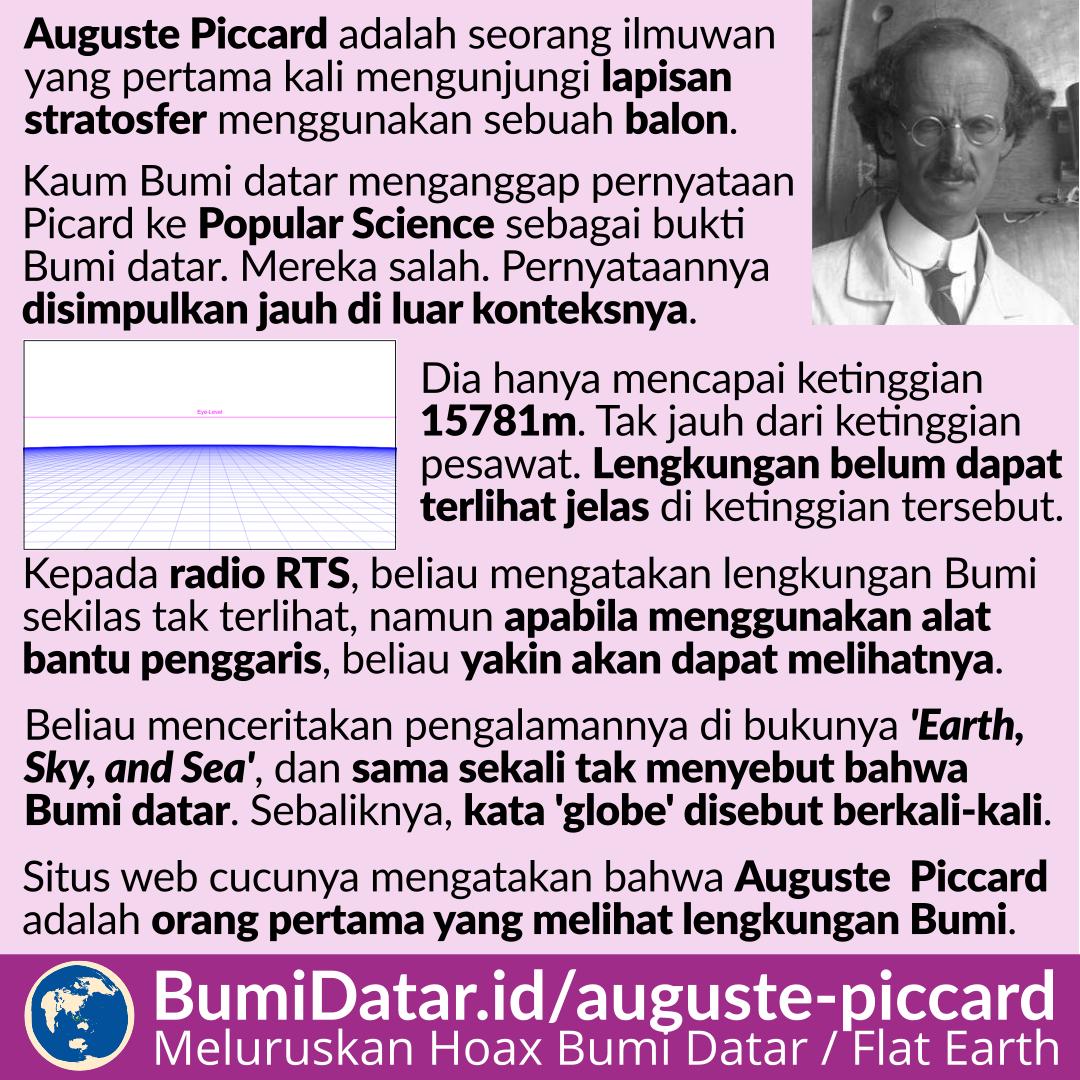 Auguste Piccard adalah seorang ilmuwan
yang pertama kali mengunjungi lapisan
stratosfer menggunakan sebuah balon.
Kaum Bumi datar menganggap pernyataan
Picard ke Popular Science sebagai bukti
Bumi datar. Mereka salah. Pernyataannya
disimpulkan jauh di luar konteksnya.
Eye-Level
Dia hanya mencapai ketinggian
15781m. Tak jauh dari ketinggian
pesawat. Lengkungan belum dapat
terlihat jelas di ketinggian tersebut.
Kepada radio RTS, beliau mengatakan lengkungan Bumi
sekilas tak terlihat, namun apabila menggunakan alat
bantu penggaris, beliau yakin akan dapat melihatnya.
Beliau menceritakan pengalamannya di bukunya 'Earth,
Sky, and Sea', dan sama sekali tak menyebut bahwa
Bumi datar. Sebaliknya, kata 'globe' disebut berkali-kali.
Situs web cucunya mengatakan bahwa Auguste Piccard
adalah orang pertama yang melihat lengkungan Bumi.
BumiDatar.id/auguste-piccard
Meluruskan Hoax Bumi Datar / Flat Earth